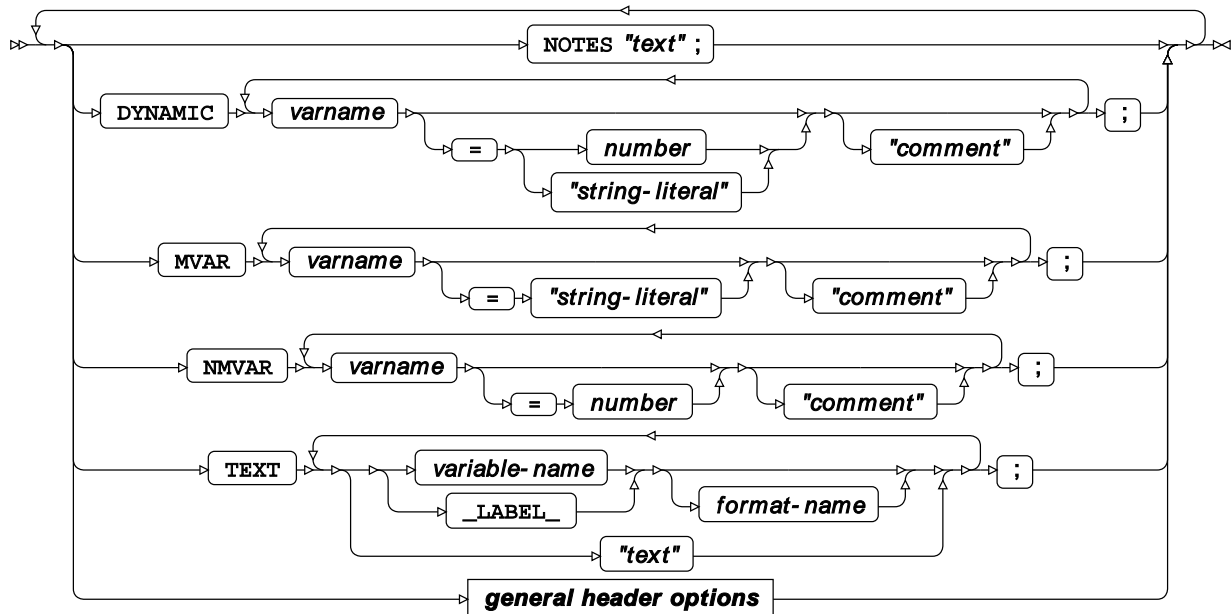 NOTES "text" ;
DYNAMIC varname = number "string-literal" "comment" ;
MVAR varname = "string-literal" "comment" ;
NMVAR varname = number "comment" ;
TEXT variable-name _LABEL_ format-name "text" ;
general header options